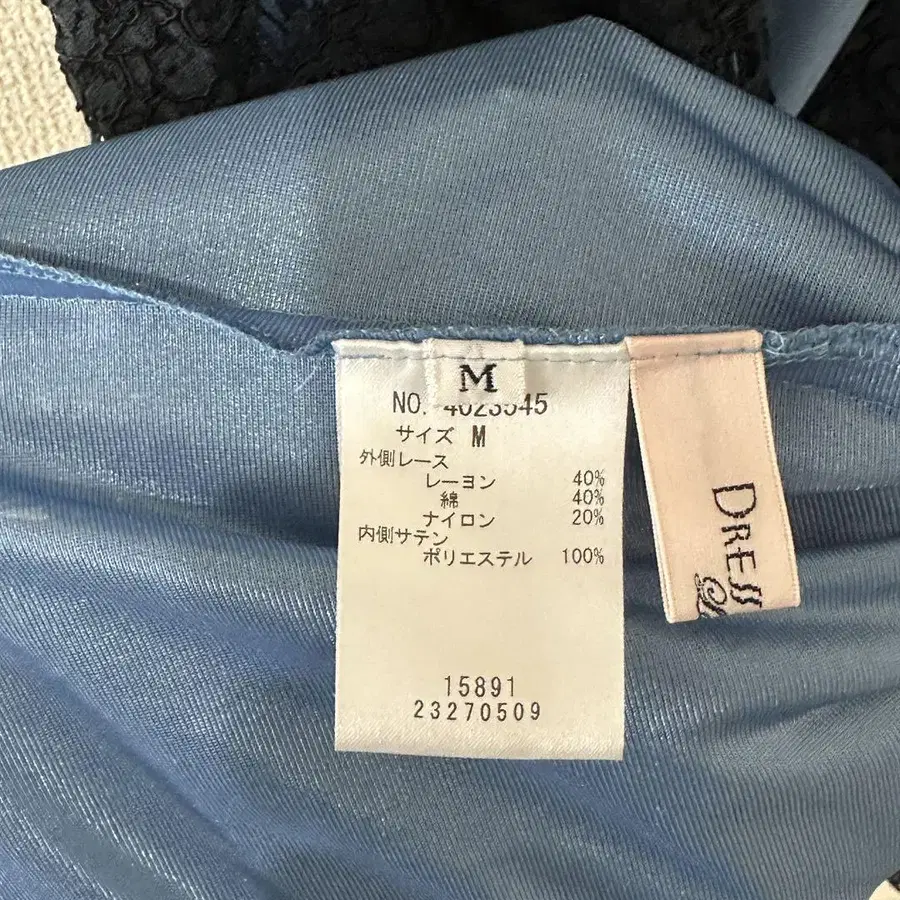 M
NO. 4023545
サイズ M
外側レース
レーヨン 40%
綿 40%
ナイロン 20%
内側サテン
ポリエステル 100%
15891
23270509
DRESS